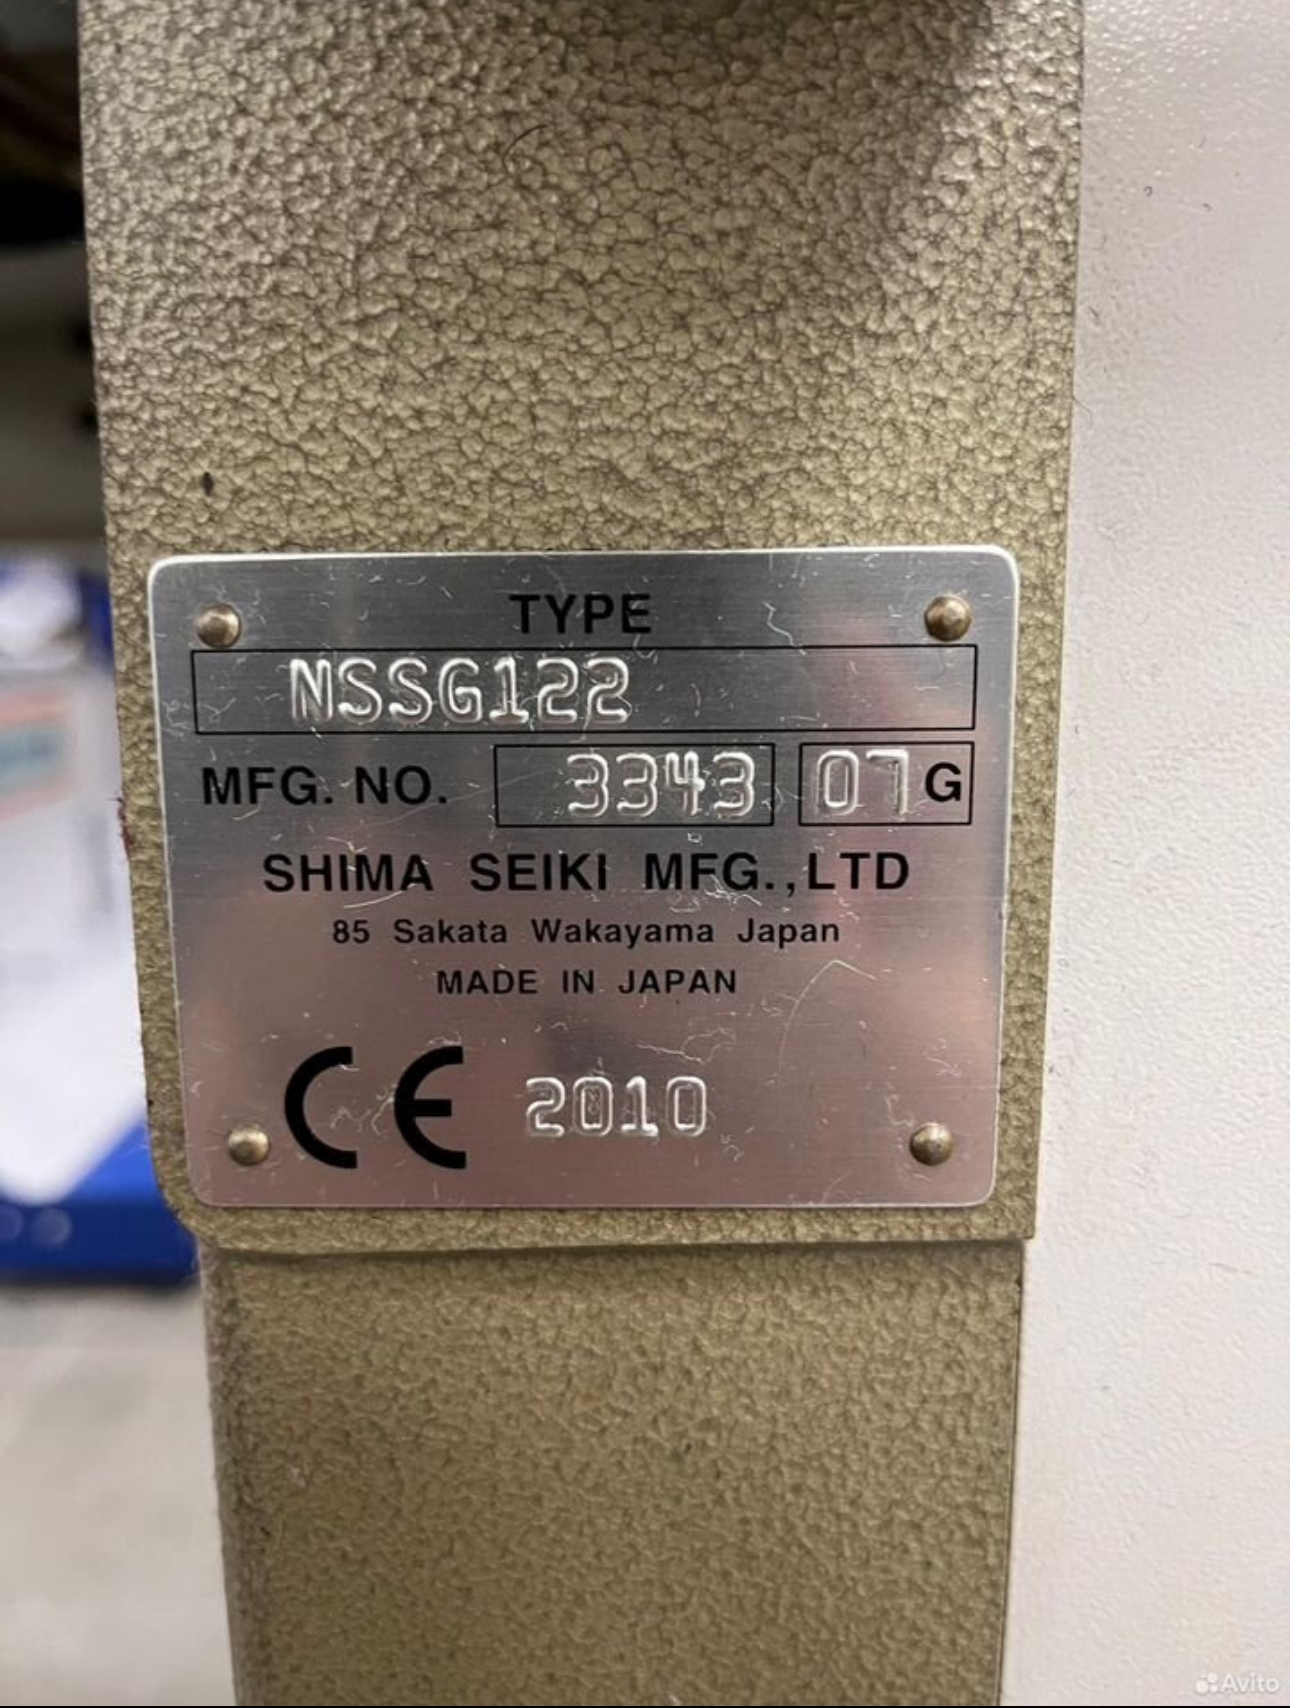 TYPE
NSSG122
MFG. NO. 3343 07 G
SHIMA SEIKI MFG.,LTD
85 Sakata Wakayama Japan
MADE IN JAPAN
CE 2010
Avito